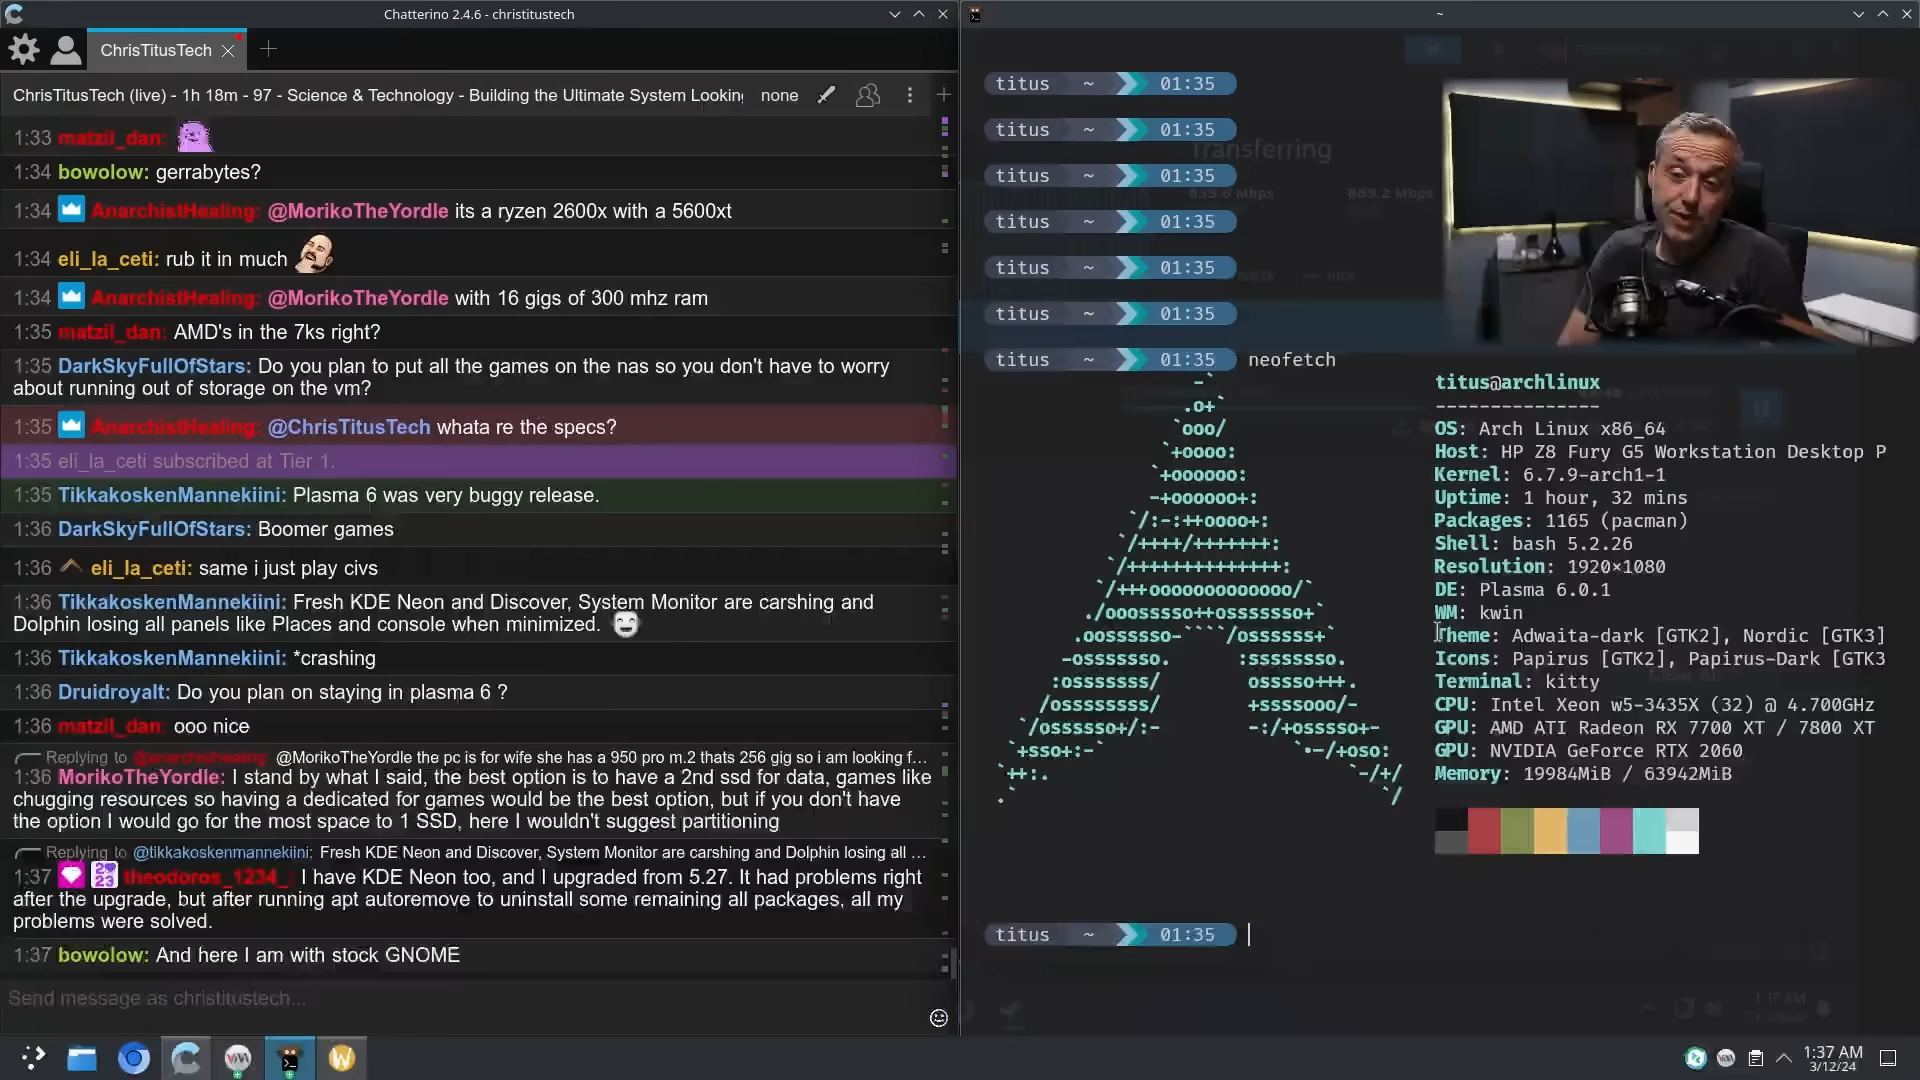 Chatterino 2.4.6 - christitustech
ChrisTitusTech
ChrisTitusTech (live) - 1h 18m - 97 - Science & Technology - Building the Ultimate System Lookin
none
1:33 matzil_dan:
1:34 bowolow: gerrabytes?
1:34 AnarchistHealing: @MorikoTheYordle its a ryzen 2600x with a 5600xt
1:34 eli_la_ceti: rub it in much
1:34 AnarchistHealing: @MorikoTheYordle with 16 gigs of 300 mhz ram
1:35 matzil_dan: AMD's in the 7ks right?
1:35 DarkSkyFullOfStars: Do you plan to put all the games on the nas so you don't have to worry
about running out of storage on the vm?
1:35 AnarchistHealing: @ChrisTitusTech whata re the specs?
1:35 eli_la_ceti subscribed at Tier 1.
1:35 TikkakoskenMannekiini: Plasma 6 was very buggy release.
1:36 DarkSkyFullOfStars: Boomer games
1:36 eli_la_ceti: same i just play civs
1:36 TikkakoskenMannekiini: Fresh KDE Neon and Discover, System Monitor are carshing and
Dolphin losing all panels like Places and console when minimized.
1:36 TikkakoskenMannekiini: *crashing
1:36 Druidroyalt: Do you plan on staying in plasma 6 ?
1:36 matzil_dan: ooo nice
Replying to @anarchisthealing: @MorikoTheYordle the pc is for wife she has a 950 pro m.2 thats 256 gig so i am looking f...
1:36 MorikoTheYordle: I stand by what I said, the best option is to have a 2nd ssd for data, games like
chugging resources so having a dedicated for games would be the best option, but if you don't have
the option I would go for the most space to 1 SSD, here I wouldn't suggest partitioning
Replying to @tikkakoskenmannekiini: Fresh KDE Neon and Discover, System Monitor are carshing and Dolphin losing all ...
1:37 theodoros_1234_: I have KDE Neon too, and I upgraded from 5.27. It had problems right
after the upgrade, but after running apt autoremove to uninstall some remaining all packages, all my
problems were solved.
1:37 bowolow: And here I am with stock GNOME
Send message as christitustech...
~
titus ~ 01:35
titus ~ 01:35
Transferring
titus ~ 01:35
839.6 Mbps 889.2 Mbps
titus ~ 01:35
titus ~ 01:35
titus ~ 01:35
titus ~ 01:35 neofetch
titus@archlinux
---------------
OS: Arch Linux x86_64
Host: HP Z8 Fury G5 Workstation Desktop P
Kernel: 6.7.9-arch1-1
Uptime: 1 hour, 32 mins
Packages: 1165 (pacman)
Shell: bash 5.2.26
Resolution: 1920×1080
DE: Plasma 6.0.1
WM: kwin
Theme: Adwaita-dark [GTK2], Nordic [GTK3]
Icons: Papirus [GTK2], Papirus-Dark [GTK3
Terminal: kitty
CPU: Intel Xeon w5-3435X (32) @ 4.700GHz
GPU: AMD ATI Radeon RX 7700 XT / 7800 XT
GPU: NVIDIA GeForce RTX 2060
Memory: 19984MiB / 63942MiB
titus ~ 01:35
1:37 AM
3/12/24